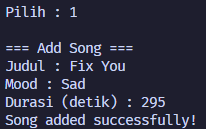 Pilih : 1
=== Add Song ===
Judul : Fix You
Mood : Sad
Durasi (detik) : 295
Song added successfully!